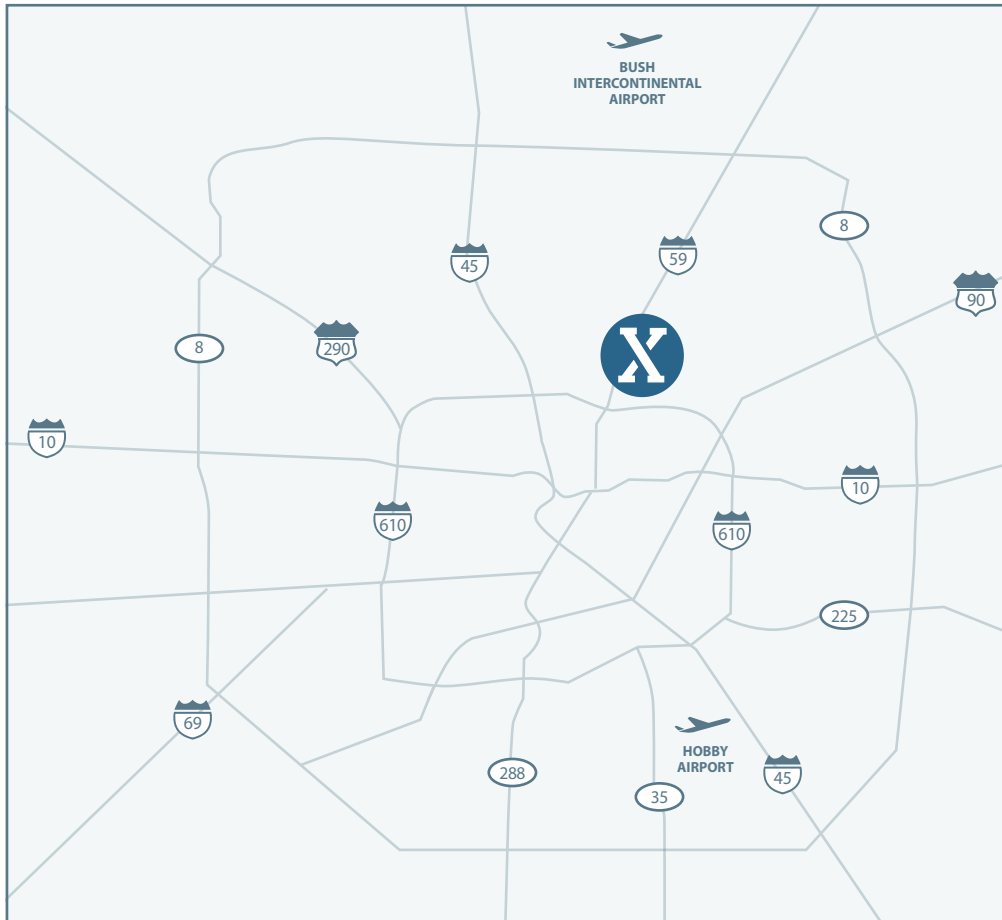 BUSH
INTERCONTINENTAL
AIRPORT
8
45
59
90
8
290
X
10
10
610
610
225
69
HOBBY
AIRPORT
288
45
35